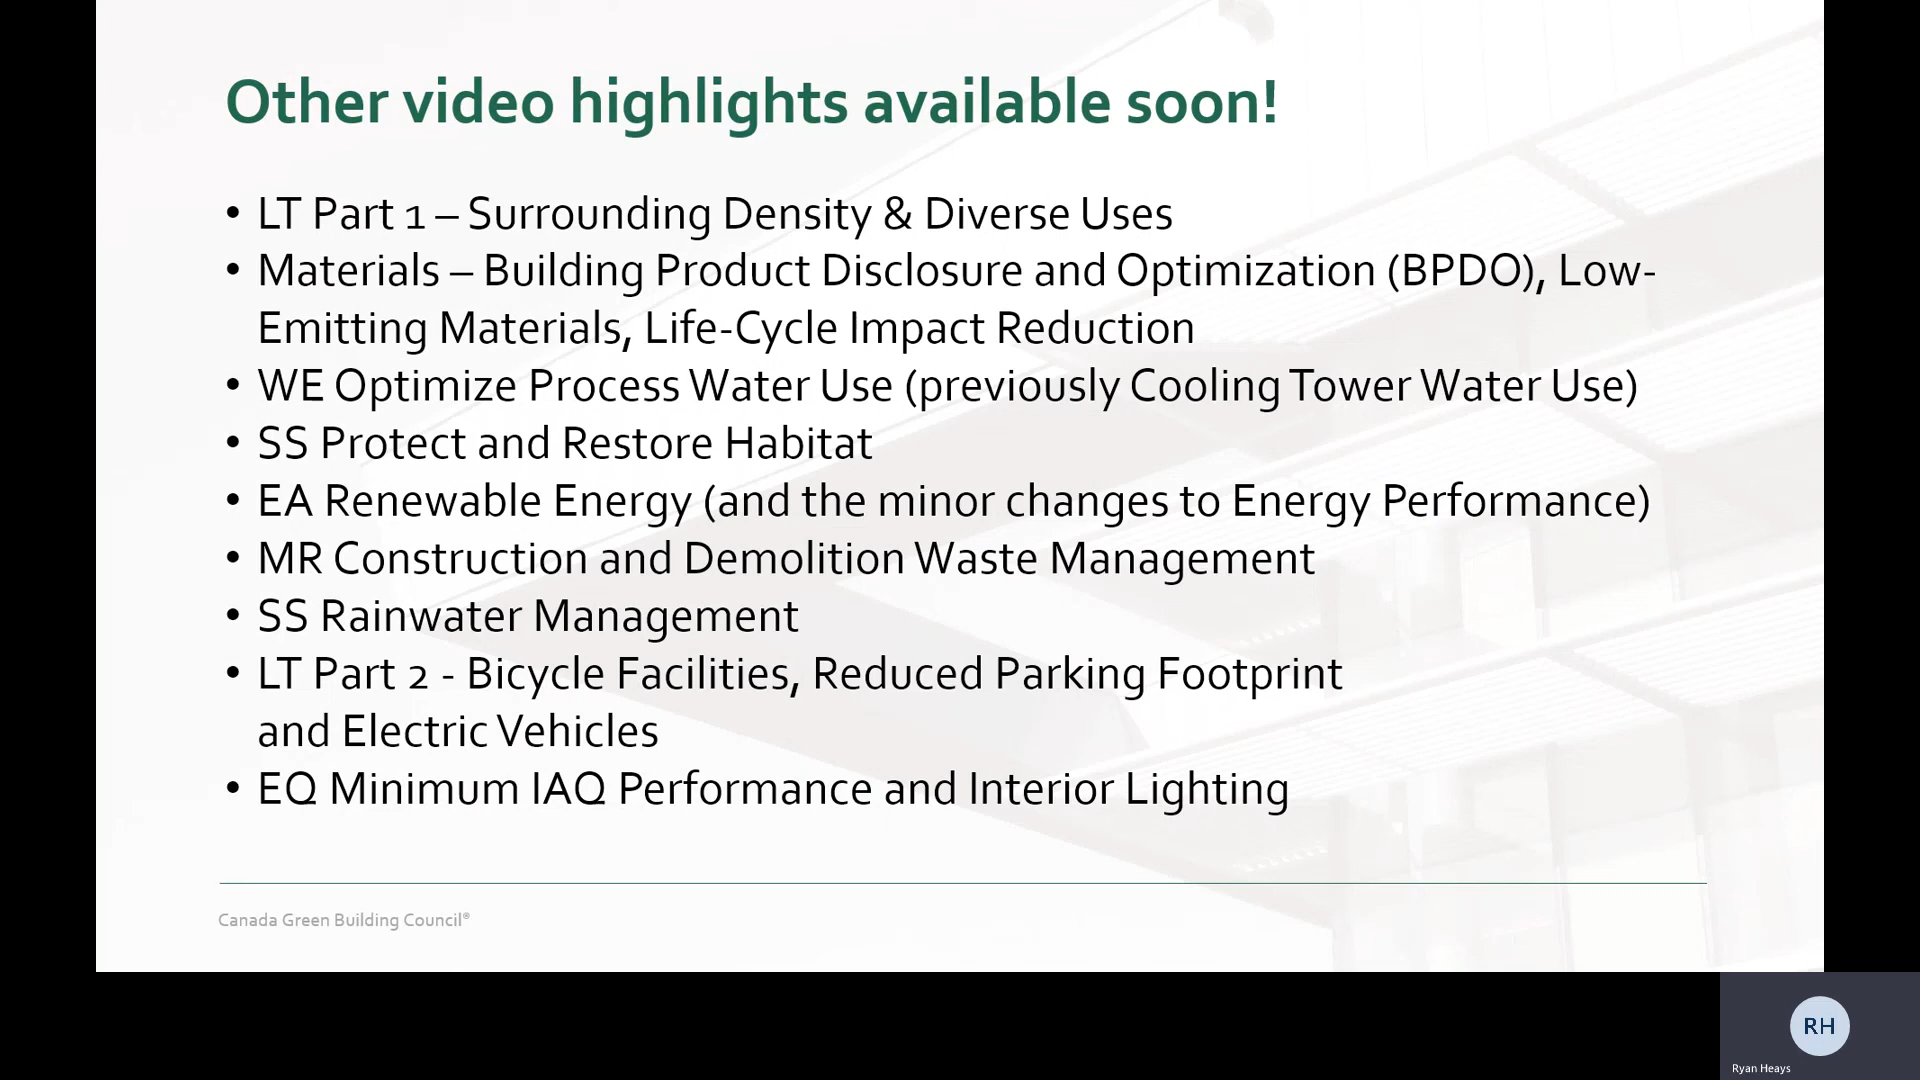 Other video highlights available soon!
• LT Part 1 – Surrounding Density & Diverse Uses
• Materials – Building Product Disclosure and Optimization (BPDO), Low-
Emitting Materials, Life-Cycle Impact Reduction
• WE Optimize Process Water Use (previously Cooling Tower Water Use)
• SS Protect and Restore Habitat
• EA Renewable Energy (and the minor changes to Energy Performance)
• MR Construction and Demolition Waste Management
• SS Rainwater Management
• LT Part 2 - Bicycle Facilities, Reduced Parking Footprint
and Electric Vehicles
• EQ Minimum IAQ Performance and Interior Lighting
Canada Green Building Council®
RH
Ryan Heays